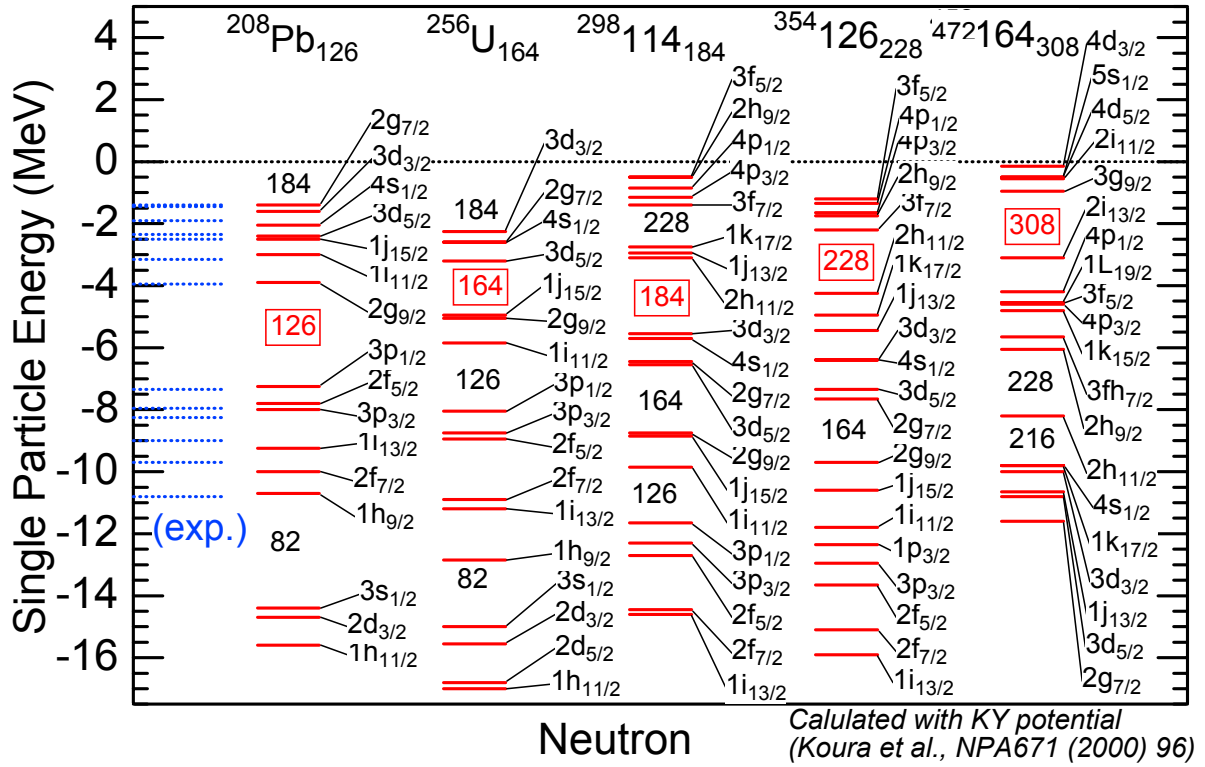 Single Particle Energy (MeV)
4
2
0
-2
-4
-6
-8
-10
-12
-14
-16
(exp.)
208Pb126
2g7/2
3d3/2
184
4s1/2
3d5/2
1j15/2
1i11/2
2g9/2
126
3p1/2
2f5/2
3p3/2
1i13/2
2f7/2
1h9/2
82
3s1/2
2d3/2
1h11/2
256U164
3d3/2
184
2g7/2
4s1/2
3d5/2
164
1j15/2
2g9/2
1i11/2
126
3p1/2
3p3/2
2f5/2
2f7/2
1i13/2
1h9/2
82
3s1/2
2d3/2
2d5/2
1h11/2
298114184
3f5/2
2h9/2
4p1/2
4p3/2
3f7/2
228
1k17/2
1j13/2
2h11/2
184
3d3/2
4s1/2
2g7/2
164
3d5/2
2g9/2
1j15/2
126
1i11/2
3p1/2
3p3/2
2f5/2
2f7/2
1i13/2
354126228
3f5/2
4p1/2
4p3/2
2h9/2
3f7/2
228
2h11/2
1k17/2
1j13/2
3d3/2
4s1/2
3d5/2
2g7/2
164
2g9/2
1j15/2
1i11/2
1p3/2
3p3/2
2f5/2
2f7/2
1i13/2
472164308
4d3/2
5s1/2
4d5/2
2i11/2
3g9/2
308
2i13/2
4p1/2
1L19/2
3f5/2
4p3/2
1k15/2
228
3fh7/2
2h9/2
216
2h11/2
4s1/2
1k17/2
3d3/2
1j13/2
3d5/2
2g7/2
Neutron
Calulated with KY potential
(Koura et al., NPA671 (2000) 96)